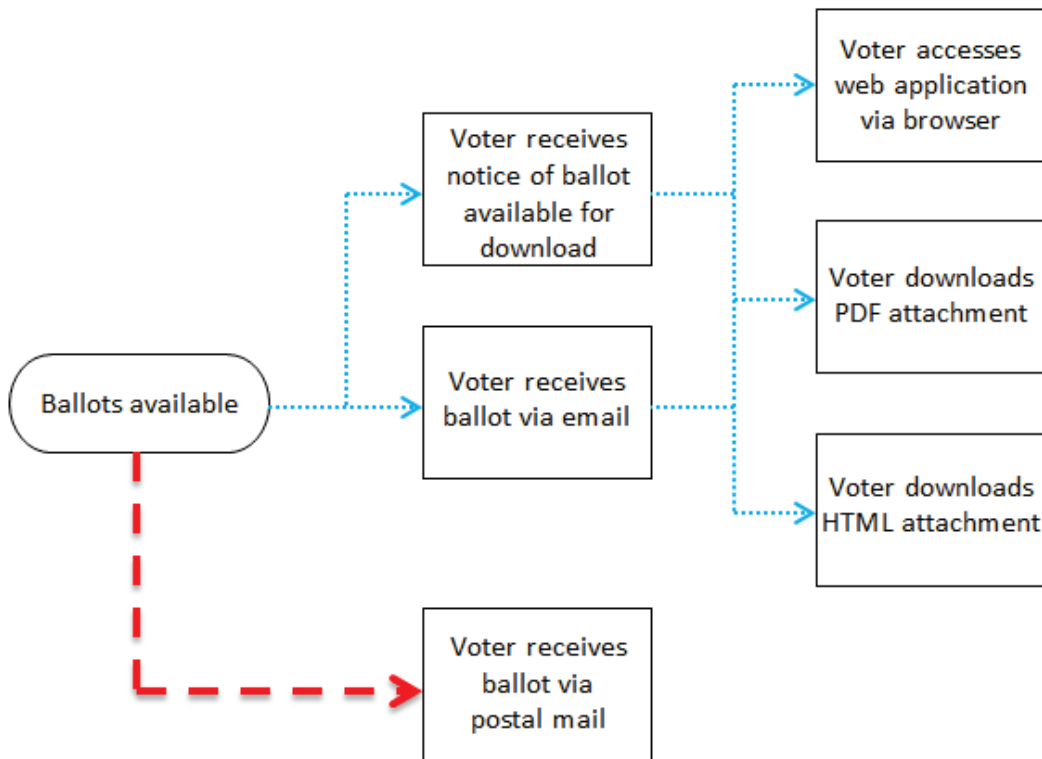 Ballots available
Voter receives
notice of ballot
available for
download
Voter receives
ballot via email
Voter receives
ballot via
postal mail
Voter accesses
web application
via browser
Voter downloads
PDF attachment
Voter downloads
HTML attachment